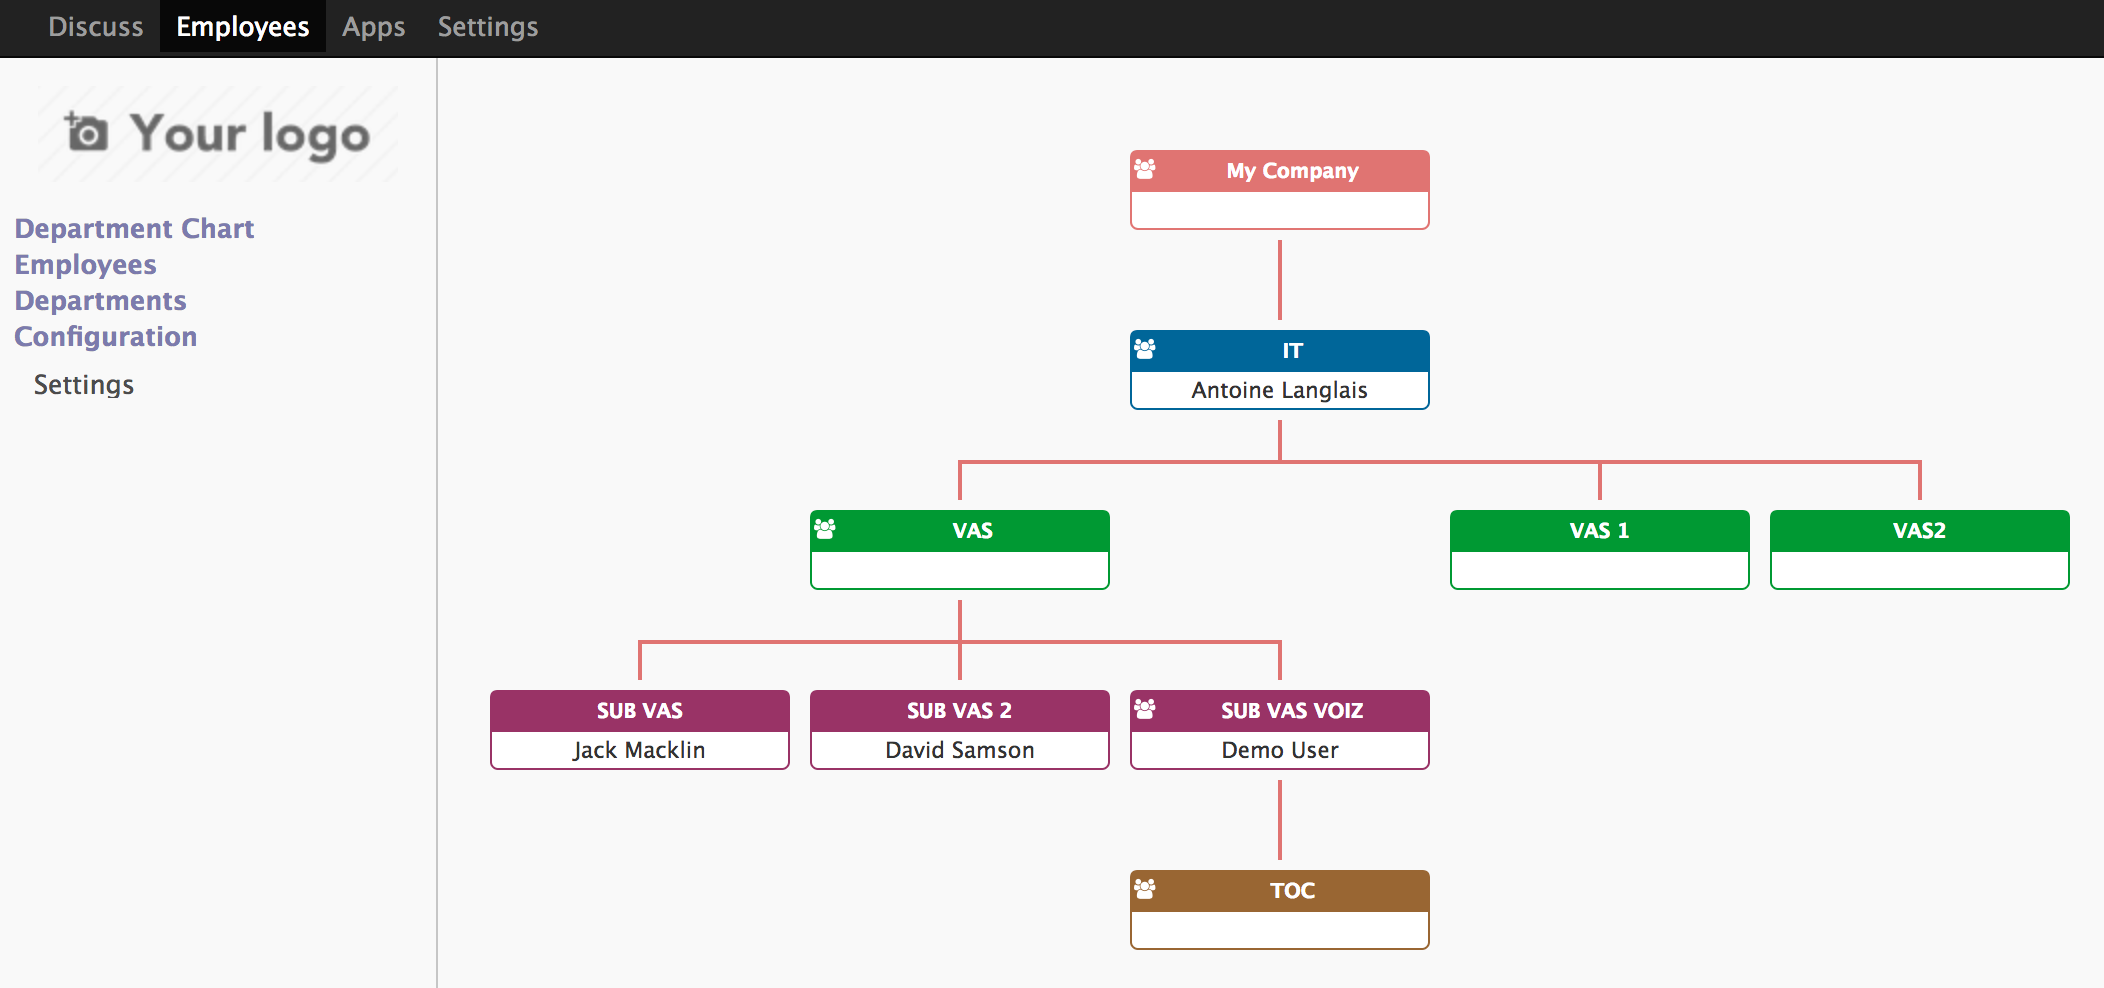 Discuss Employees Apps Settings
Your logo
Department Chart
Employees
Departments
Configuration
Settings
My Company
IT
Antoine Langlais
VAS
VAS 1
VAS2
SUB VAS
Jack Macklin
SUB VAS 2
David Samson
SUB VAS VOIZ
Demo User
TOC